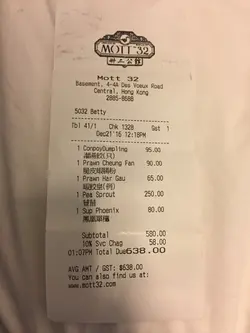 MOTT 32
卅二公館
Mott 32
Basement, 4-4A Des Voeux Road
Central, Hong Kong
2885-8688
5032 Betty
Tbl 41/1 Chk 1328 Gst 1
Dec21'16 12:18PM
1 ConpoyDumpling 95.00
1 Prawn Cheung Fan 90.00
1 Prawn Har Gau 65.00
1 Pea Sprout 250.00
1 Sup Phoenix 80.00
Subtotal 580.00
10% Svc Chag 58.00
01:07PM Total Due638.00
AVG AMT / GST: $638.00
You can also find us at:
www.mott32.com